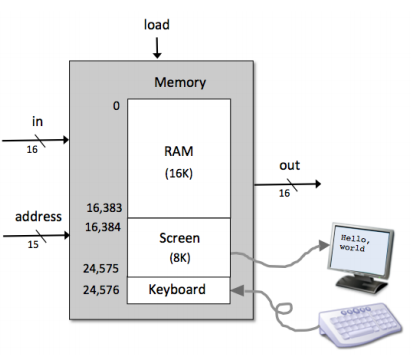 load
Memory
0
in
16
RAM
(16K)
out
16
16,383
address
16,384
15
Screen
(8K)
Hello,
world
24,575
24,576
Keyboard